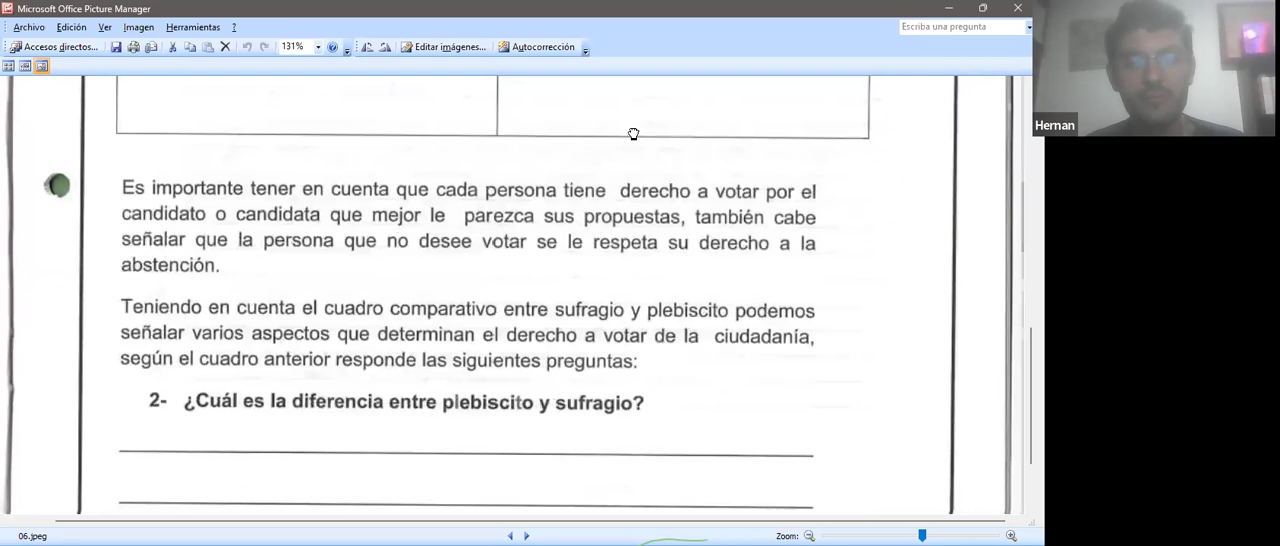 Microsoft Office Picture Manager
Archivo Edición Ver Imagen Herramientas ?
Escriba una pregunta
Accesos directos... 131% Editar imágenes... Autocorrección
Hernan
Es importante tener en cuenta que cada persona tiene derecho a votar por el
candidato o candidata que mejor le parezca sus propuestas, también cabe
señalar que la persona que no desee votar se le respeta su derecho a la
abstención.
Teniendo en cuenta el cuadro comparativo entre sufragio y plebiscito podemos
señalar varios aspectos que determinan el derecho a votar de la ciudadanía,
según el cuadro anterior responde las siguientes preguntas:
2- ¿Cuál es la diferencia entre plebiscito y sufragio?
06.jpeg
Zoom: